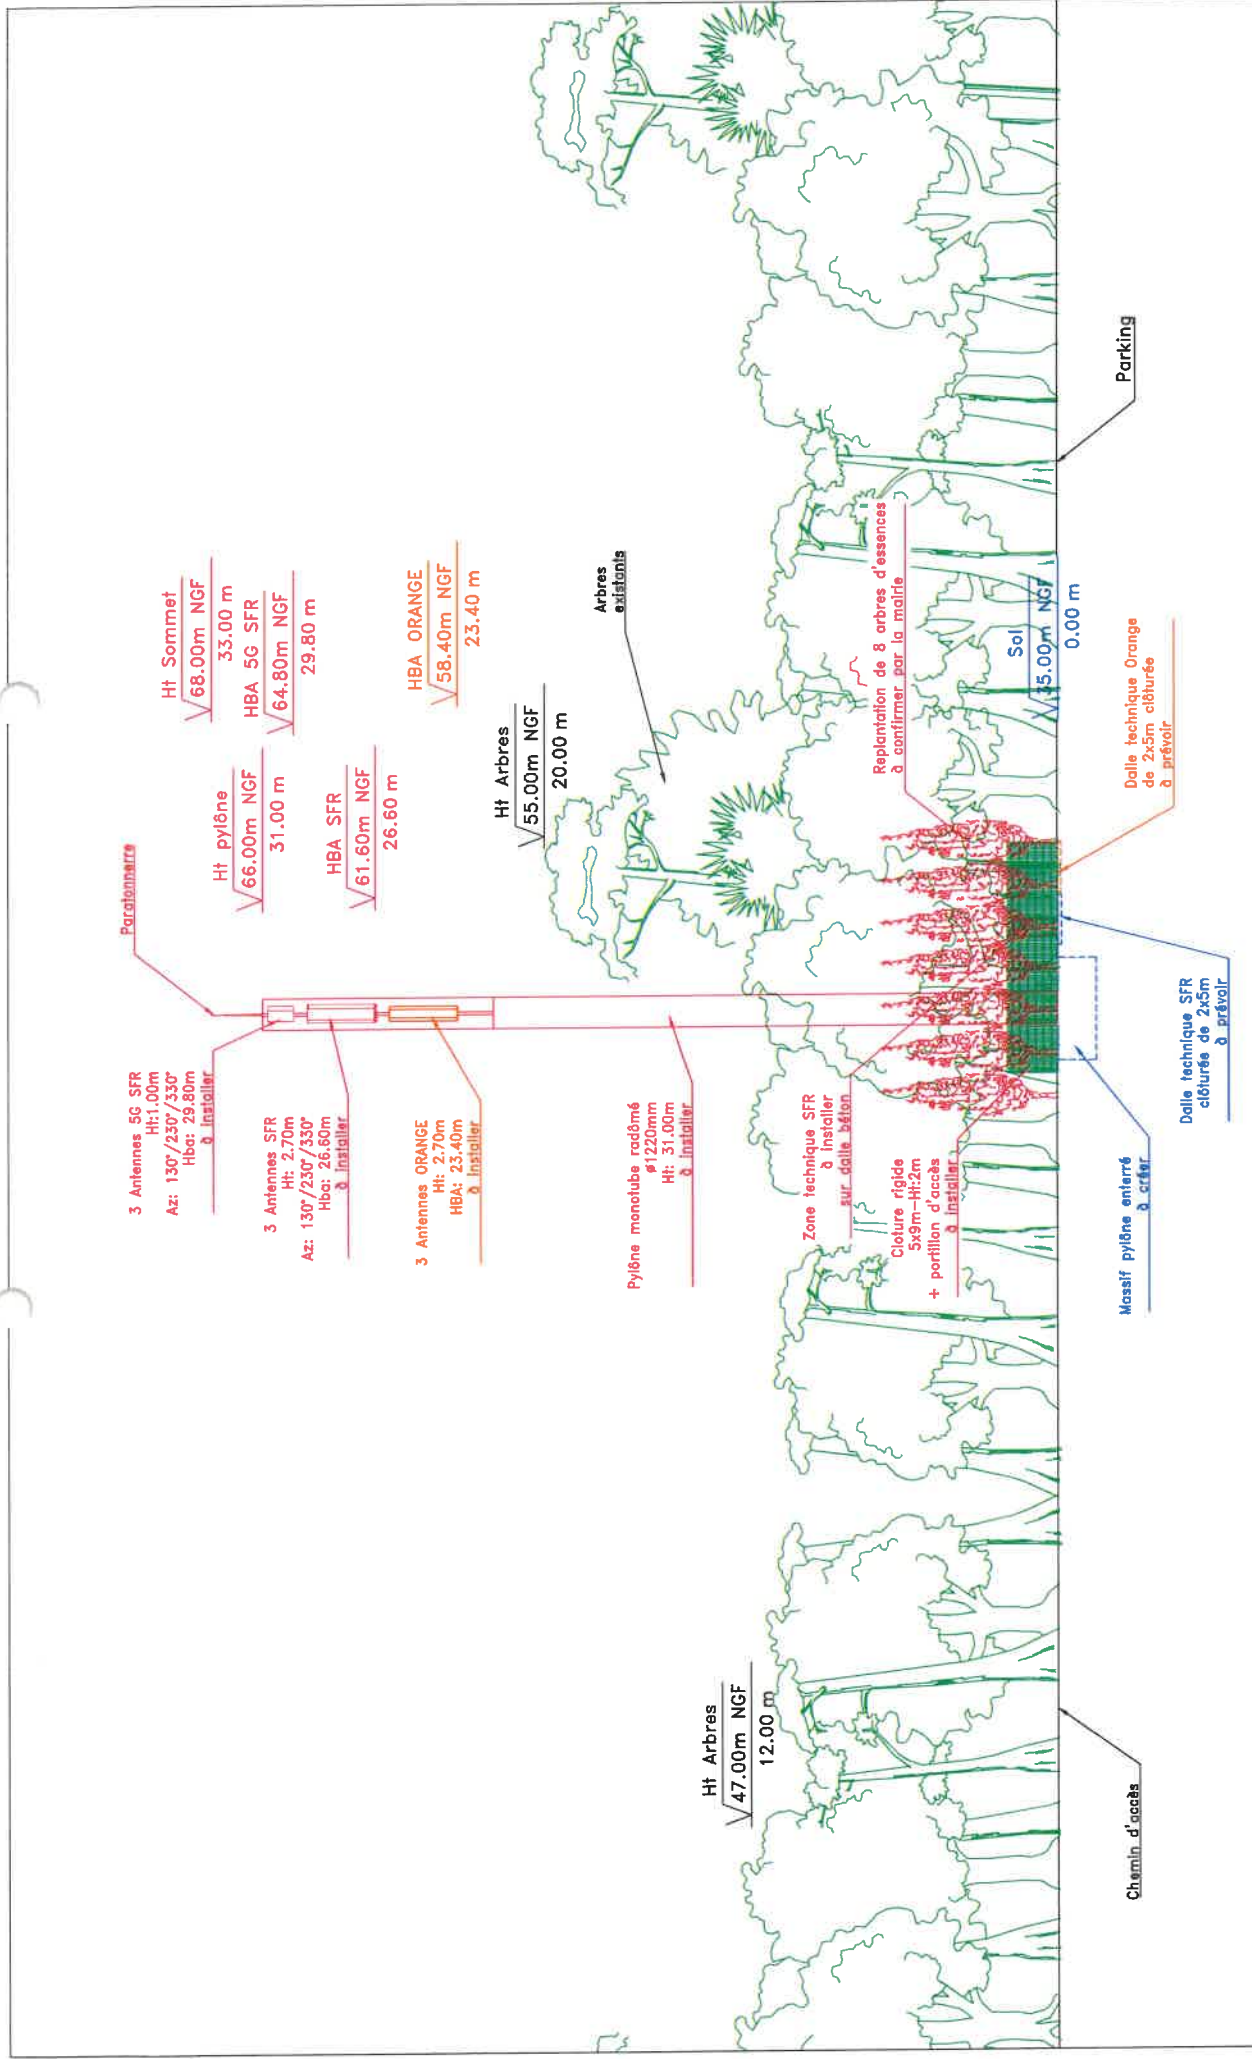 Paratonnerre
3 Antennes 5G SFR
Ht:1.00m
Az: 130°/230°/330°
Hba: 29.80m
à installer
3 Antennes SFR
Ht: 2.70m
Az: 130°/230°/330°
Hba: 26.60m
à installer
3 Antennes ORANGE
Ht: 2.70m
HBA: 23.40m
à installer
Ht Sommet
68.00m NGF
33.00 m
Ht pylône
66.00m NGF
31.00 m
HBA 5G SFR
64.80m NGF
29.80 m
HBA SFR
61.60m NGF
26.60 m
HBA ORANGE
58.40m NGF
23.40 m
Ht Arbres
55.00m NGF
20.00 m
Arbres
existants
Pylône monotube radômé
ø1220mm
Ht: 31.00m
à installer
Ht Arbres
47.00m NGF
12.00 m
Zone technique SFR
à installer
sur dalle béton
Cloture rigide
5x9m-Ht:2m
+ portillon d'accès
à installer
Replantation de 8 arbres d'essences
à confirmer par la mairie
Sol
35.00m NGF
0.00 m
Chemin d'accès
Massif pylône enterré
à créer
Dalle technique SFR
clôturée de 2x5m
à prévoir
Dalle technique Orange
de 2x5m clôturée
à prévoir
Parking